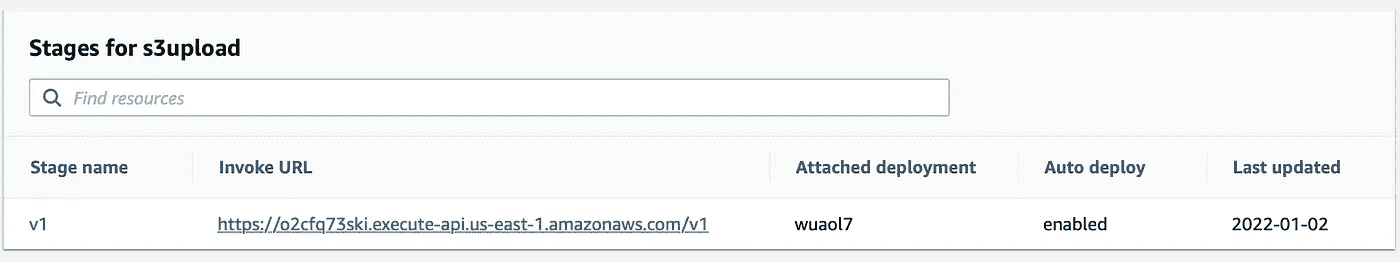 Stages for s3upload
Find resources
Stage name Invoke URL Attached deployment Auto deploy Last updated
v1 https://o2cfq73ski.execute-api.us-east-1.amazonaws.com/v1 wuaol7 enabled 2022-01-02